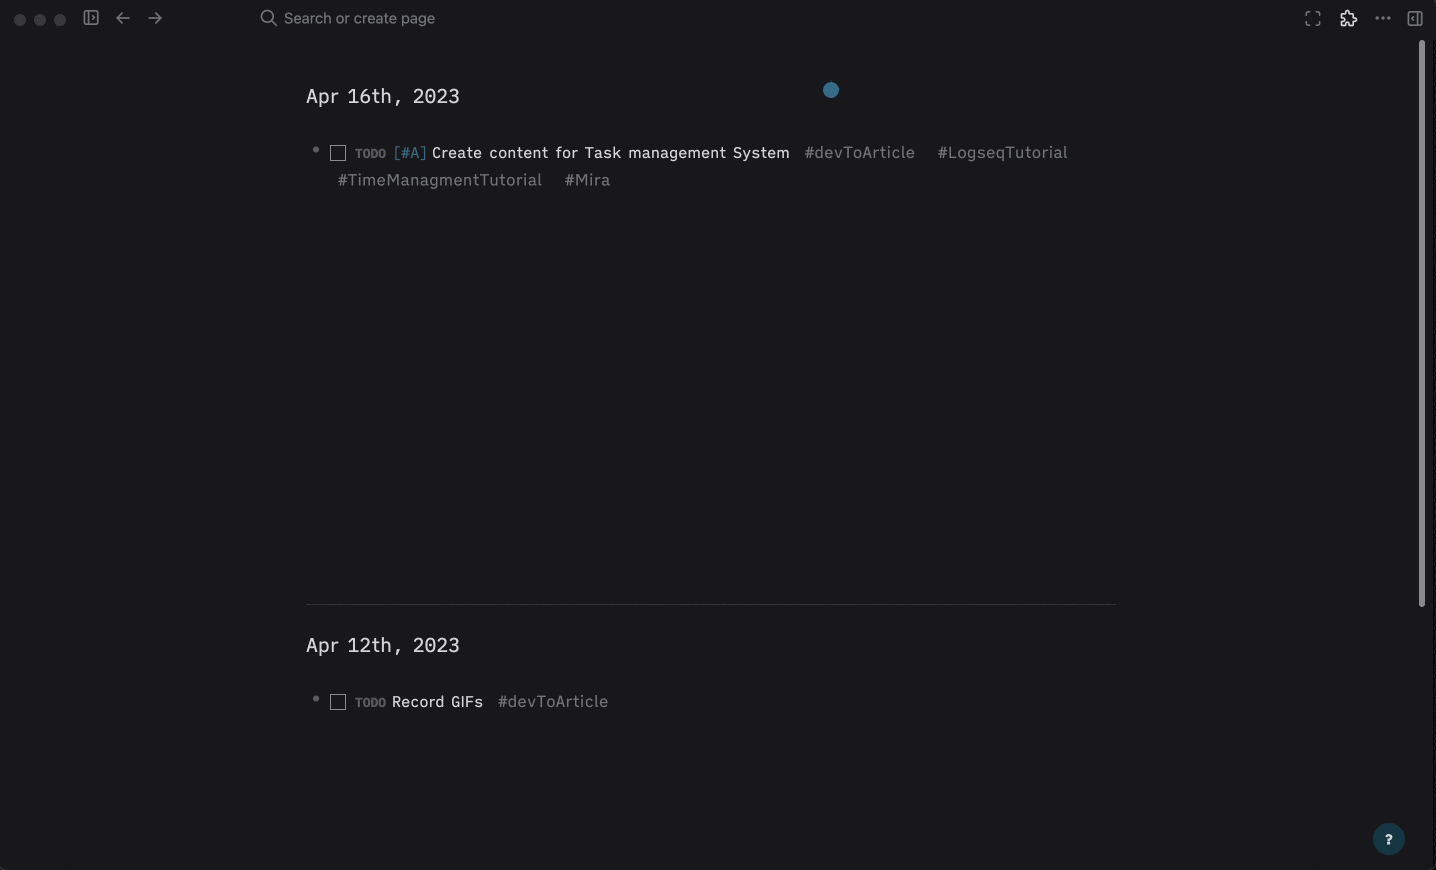 Search or create page
Apr 16th, 2023
TODO [#A] Create content for Task management System #devToArticle #LogseqTutorial
#TimeManagmentTutorial #Mira
Apr 12th, 2023
TODO Record GIFs #devToArticle
?